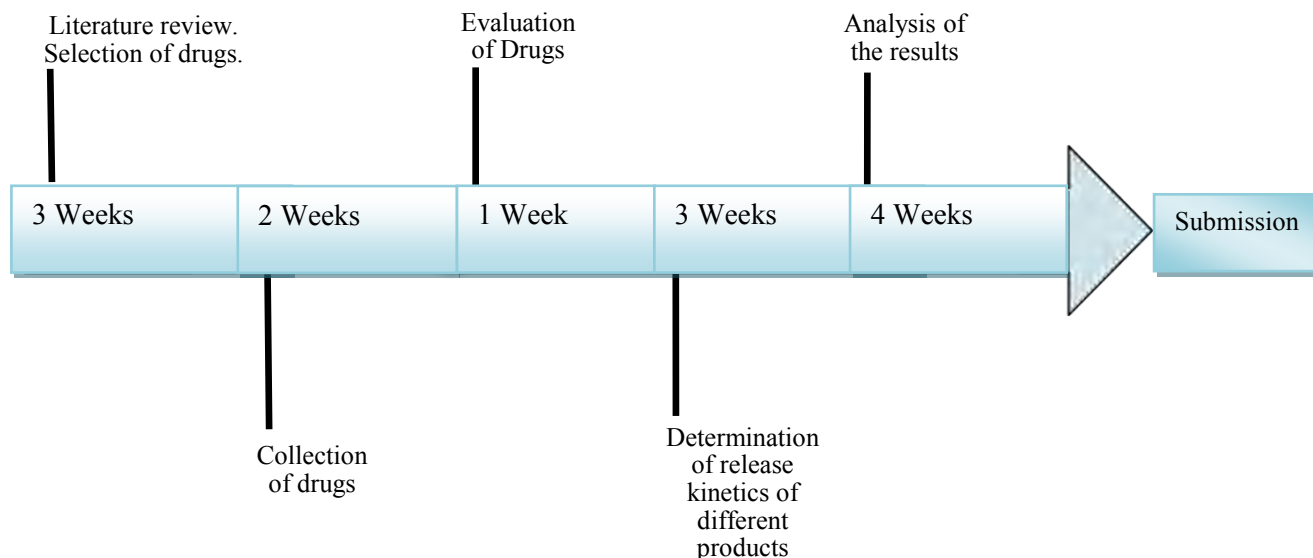 Literature review.
Selection of drugs.
Evaluation
of Drugs
Analysis of
the results
3 Weeks
2 Weeks
1 Week
3 Weeks
4 Weeks
Submission
Collection
of drugs
Determination
of release
kinetics of
different
products